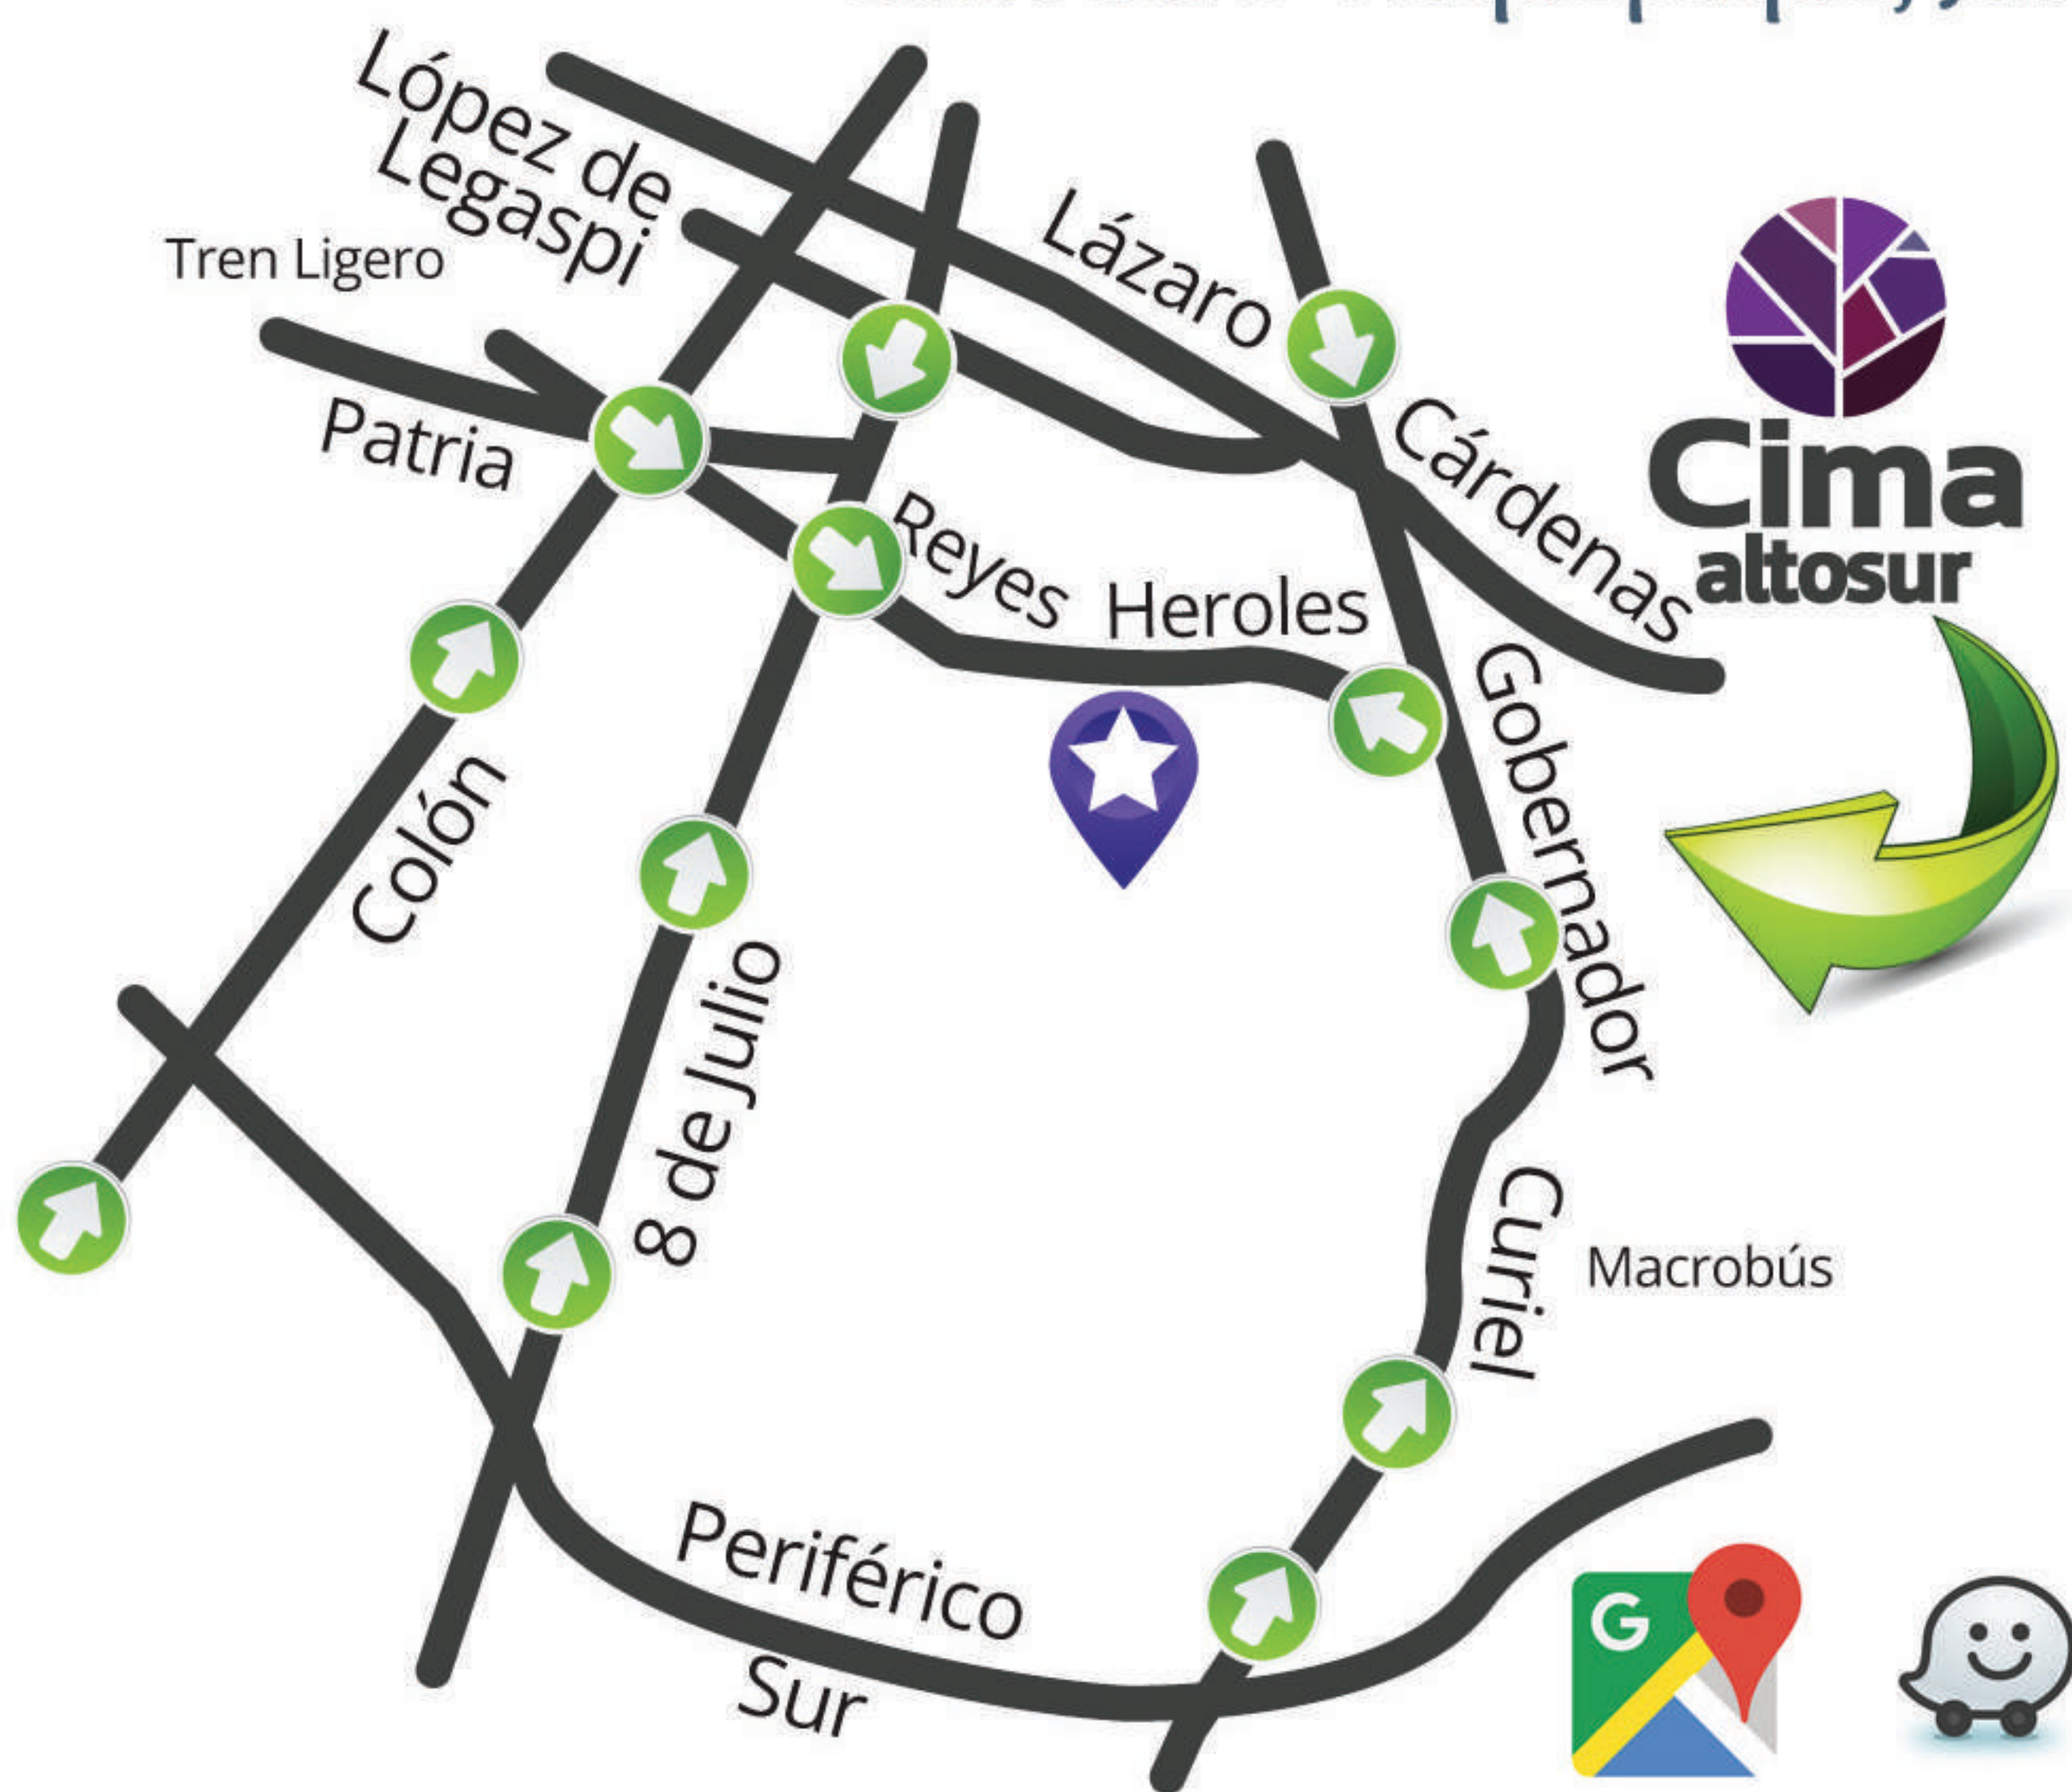 López de
Legaspi
Tren Ligero
Lázaro
Cárdenas
Patria
Reyes Heroles
Cima
altosur
Gobernador
Colón
8 de Julio
Curiel
Macrobús
Periférico
Sur
G